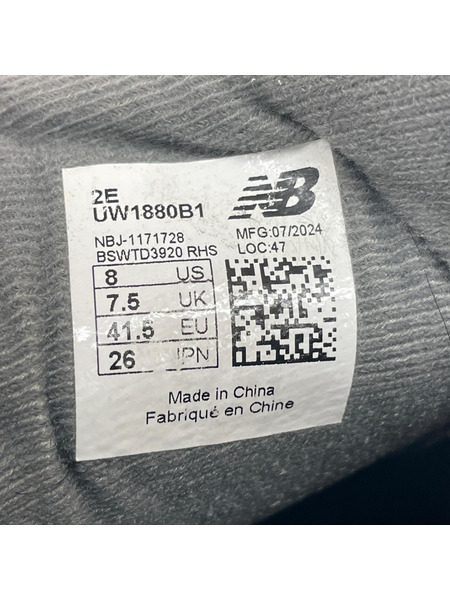 2E
UW1880B1
NB
NBJ-1171728
BSWTD3920 RHS
MFG:07/2024
LOC:47
8 US
7.5 UK
41.5 EU
26 JPN
Made in China
Fabriqué en Chine